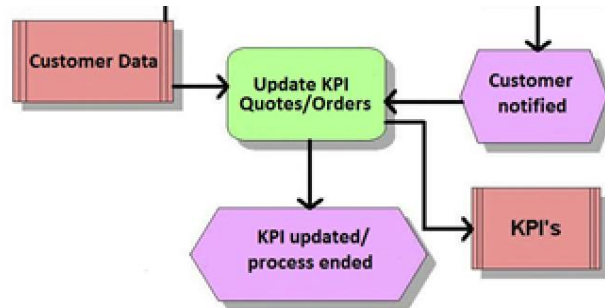 Customer Data
Update KPI
Quotes/Orders
Customer
notified
KPI updated/
process ended
KPI's